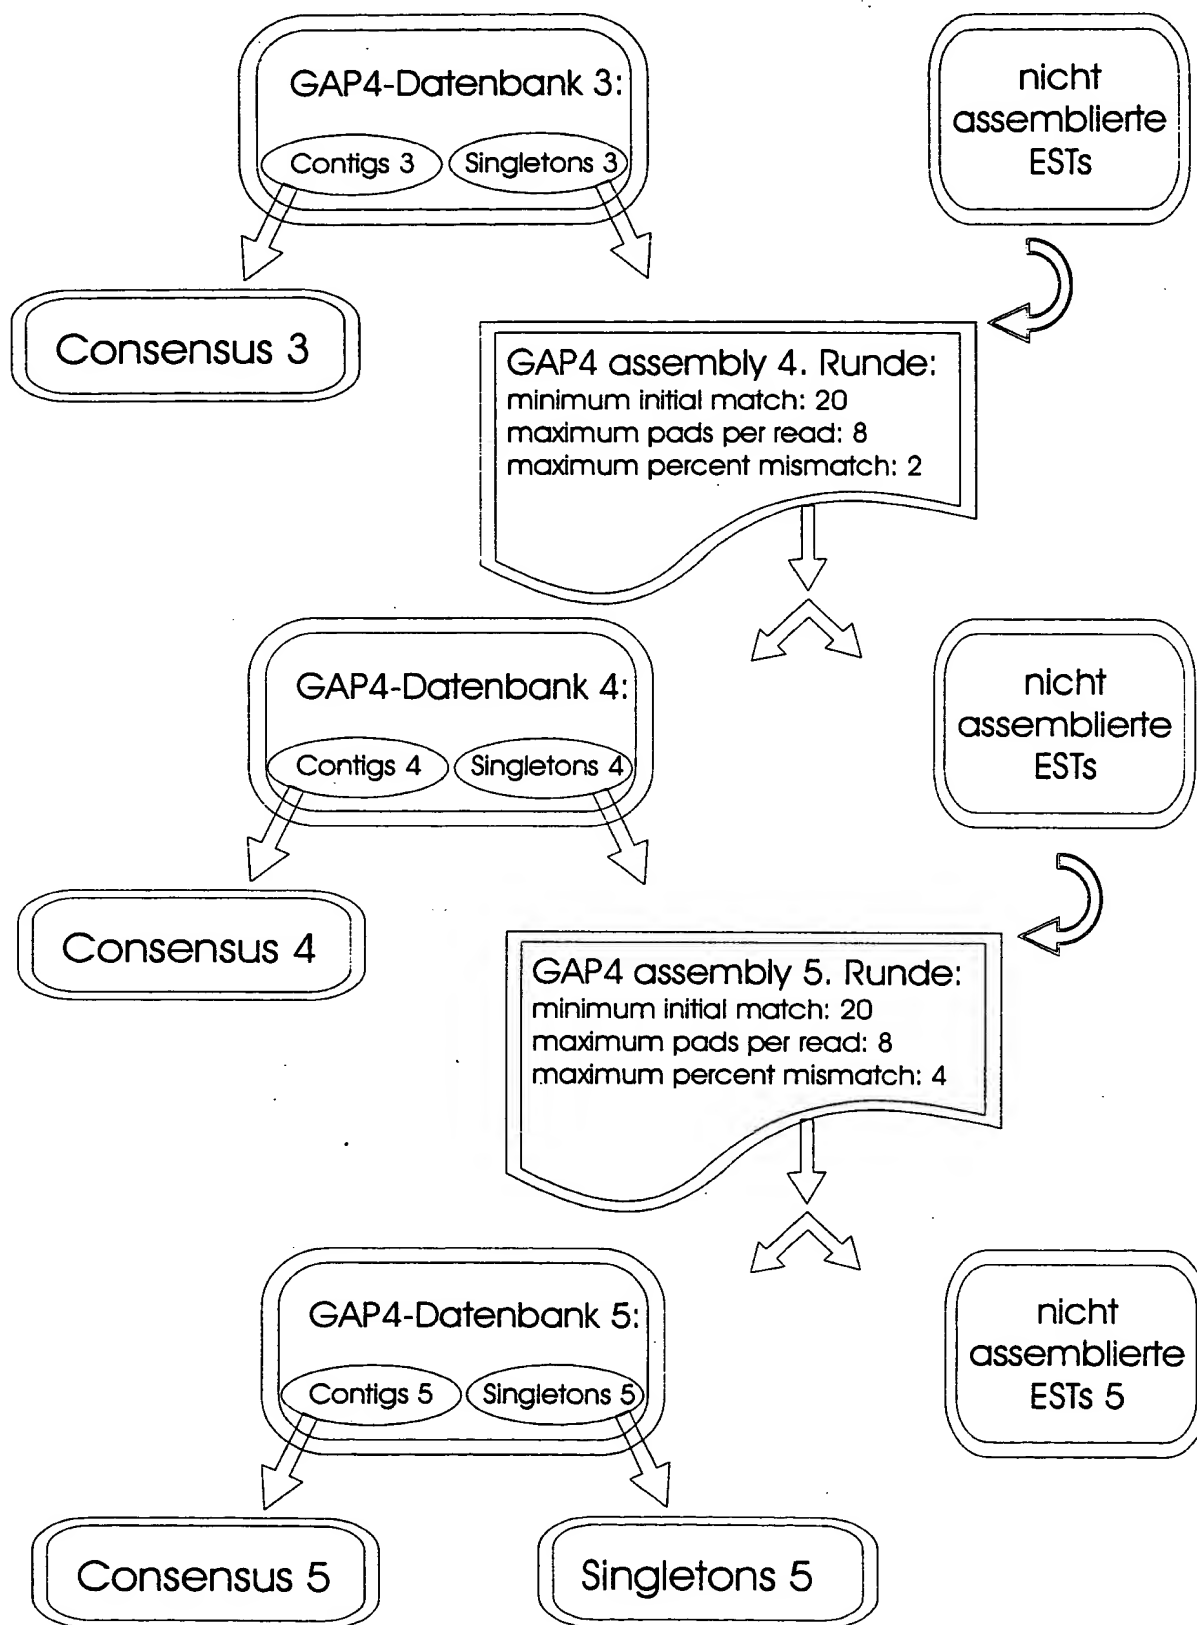 GAP4-Datenbank 3:
Contigs 3
Singletons 3
nicht
assemblierte
ESTs
Consensus 3
GAP4 assembly 4. Runde:
minimum initial match: 20
maximum pads per read: 8
maximum percent mismatch: 2
GAP4-Datenbank 4:
Contigs 4
Singletons 4
nicht
assemblierte
ESTs
Consensus 4
GAP4 assembly 5. Runde:
minimum initial match: 20
maximum pads per read: 8
maximum percent mismatch: 4
GAP4-Datenbank 5:
Contigs 5
Singletons 5
nicht
assemblierte
ESTs 5
Consensus 5
Singletons 5